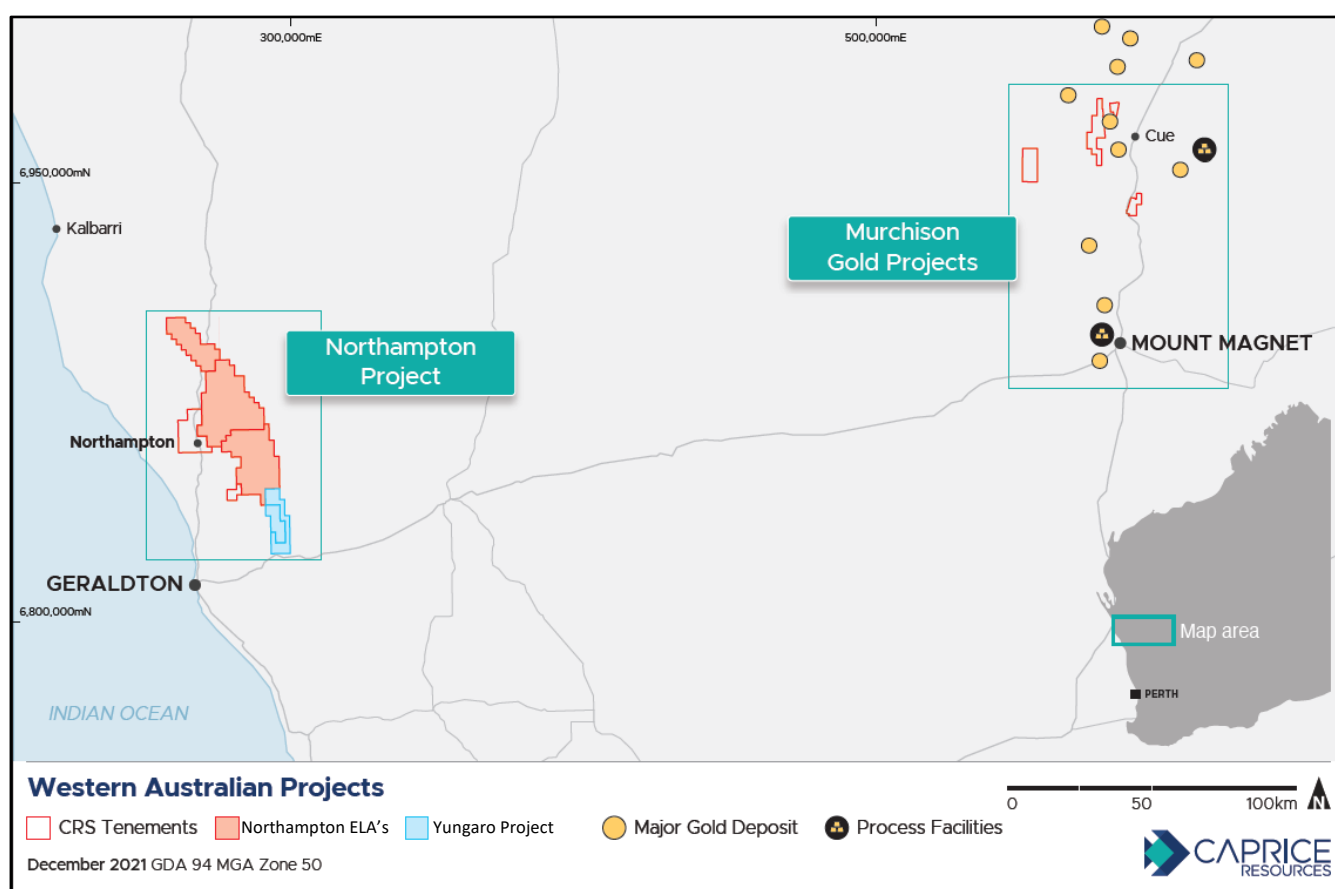 300,000mE
500,000mE
Cue
6,950,000mN
Kalbarri
Murchison
Gold Projects
Northampton
Project
MOUNT MAGNET
Northampton
GERALDTON
6,800,000mN
Map area
PERTH
INDIAN OCEAN
Western Australian Projects
0 50 100km N
CRS Tenements Northampton ELA's Yungaro Project Major Gold Deposit Process Facilities
December 2021 GDA 94 MGA Zone 50
CAPRICE
RESOURCES